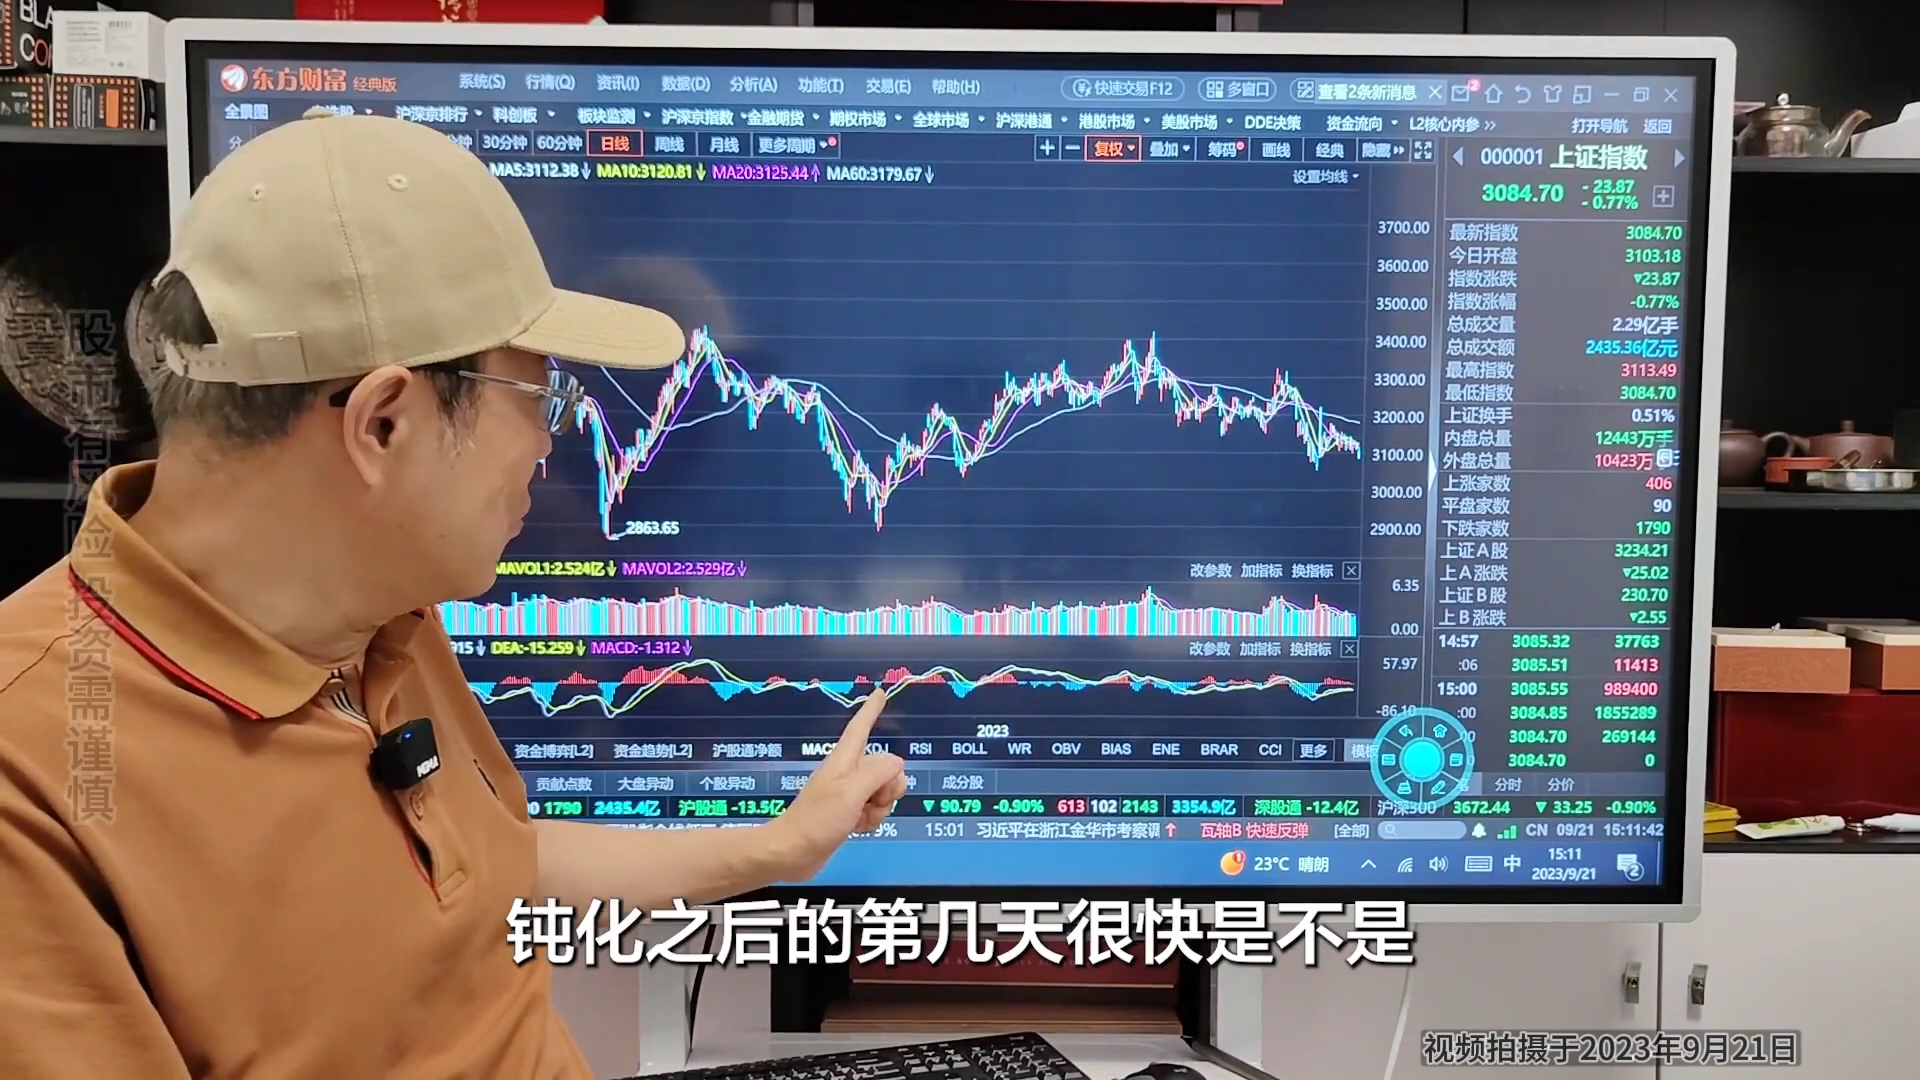 东方财富 经典版
系统(S) 行情(Q) 资讯(I) 数据(D) 分析(A) 功能(T) 交易(E) 帮助(H)
快速交易F12 多窗口 查看2条新消息
全景图 沪深京排行 科创板 板块监测 沪深京指数 金融期货 期权市场 全球市场 沪深港通 港股市场 美股市场 DDE决策 资金流向 L2核心内参 打开导航 返回
分 30分钟 60分钟 日线 周线 月线 更多周期 复权 叠加 筹码 画线 经典 隐藏
MA5:3112.38↓ MA10:3120.81↓ MA20:3125.44↑ MA60:3179.67↓
设置均线
000001 上证指数
3084.70 -23.87 -0.77%
3700.00
3600.00
3500.00
3400.00
3300.00
3200.00
3100.00
3000.00
2900.00
2863.65
最新指数 3084.70
今日开盘 3103.18
指数涨跌 ▼23.87
指数涨幅 -0.77%
总成交量 2.29亿手
总成交额 2435.36亿元
最高指数 3113.49
最低指数 3084.70
上证换手 0.51%
内盘总量 12443万手
外盘总量 10423万
上涨家数 406
平盘家数 90
下跌家数 1790
上证A股 3234.21
上A涨跌 ▼25.02
上证B股 230.70
上B涨跌 ▼2.55
14:57 3085.32 37763
:06 3085.51 11413
15:00 3085.55 989400
:00 3084.85 1855289
3084.70 269144
3084.70 0
分时 分价
MAVOL1:2.524亿↓ MAVOL2:2.529亿↓
改参数 加指标 换指标
6.35
0.00
915↓ DEA:-15.259↓ MACD:-1.312↓
改参数 加指标 换指标
57.97
-86.10
2023
资金博弈[L2] 资金趋势[L2] 沪股通净额 MACD KDJ RSI BOLL WR OBV BIAS ENE BRAR CCI 更多 模板
贡献点数 大盘异动 个股异动 短线 成分股
1790 2435.4亿 沪股通 -13.5亿 ▼90.79 -0.90% 613 102 2143 3354.9亿 深股通 -12.4亿 沪深300 3672.44 ▼33.25 -0.90%
15:01 习近平在浙江金华市考察调 瓦轴B 快速反弹 [全部] CN 09/21 15:11:42
23°C 晴朗 中 15:11
2023/9/21
股市有风险 投资需谨慎
钝化之后的第几天很快是不是
视频拍摄于2023年9月21日